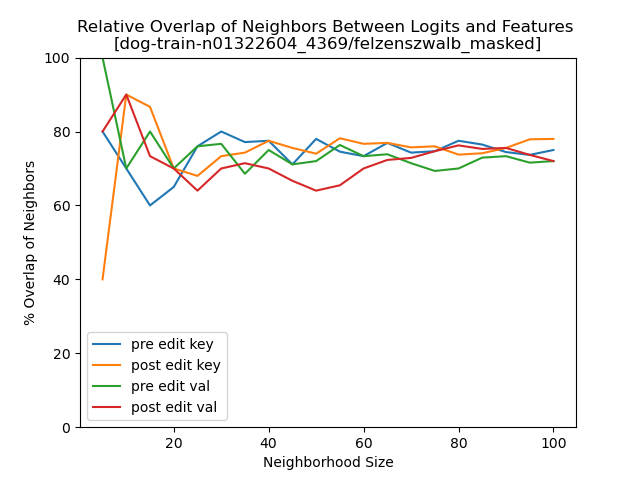 Relative Overlap of Neighbors Between Logits and Features
[dog-train-n01322604_4369/felzenszwalb_masked]
100
80
60
40
20
0
% Overlap of Neighbors
pre edit key
post edit key
pre edit val
post edit val
20 40 60 80 100
Neighborhood Size